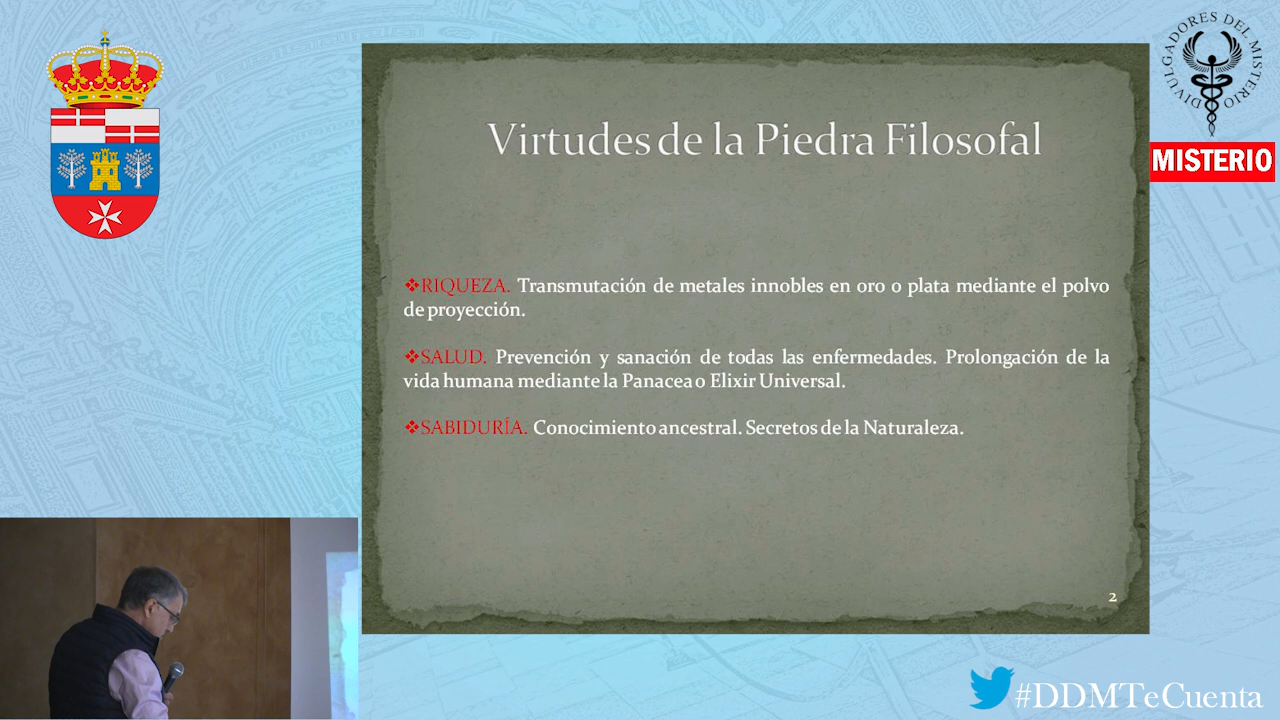 DIVULGADORES DEL MISTERIO
MISTERIO
Virtudes de la Piedra Filosofal
❖RIQUEZA. Transmutación de metales innobles en oro o plata mediante el polvo
de proyección.
❖SALUD. Prevención y sanación de todas las enfermedades. Prolongación de la
vida humana mediante la Panacea o Elixir Universal.
❖SABIDURÍA. Conocimiento ancestral. Secretos de la Naturaleza.
2
#DDMTeCuenta